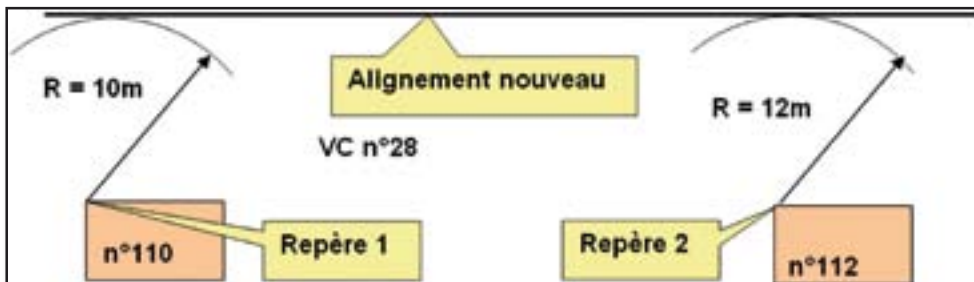 R = 10m
Alignement nouveau
R = 12m
VC n°28
n°110
Repère 1
Repère 2
n°112